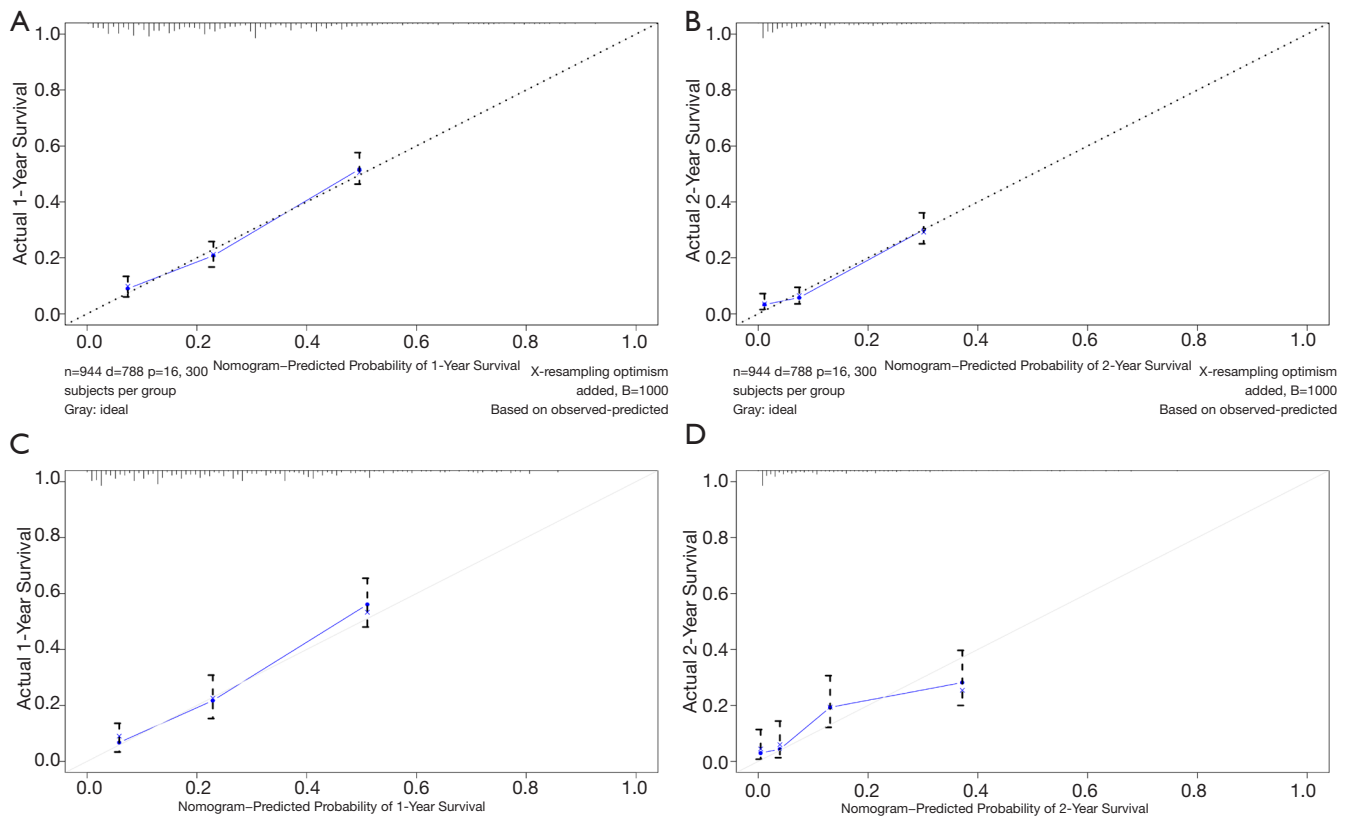 A
1.0
0.8
0.6
0.4
0.2
0.0
Actual 1-Year Survival
0.0 0.2 0.4 0.6 0.8 1.0
Nomogram–Predicted Probability of 1-Year Survival
n=944 d=788 p=16, 300
subjects per group
Gray: ideal
X-resampling optimism
added, B=1000
Based on observed-predicted
B
1.0
0.8
0.6
0.4
0.2
0.0
Actual 2-Year Survival
0.0 0.2 0.4 0.6 0.8 1.0
Nomogram–Predicted Probability of 2-Year Survival
n=944 d=788 p=16, 300
subjects per group
Gray: ideal
X-resampling optimism
added, B=1000
Based on observed-predicted
C
1.0
0.8
0.6
0.4
0.2
0.0
Actual 1-Year Survival
0.0 0.2 0.4 0.6 0.8 1.0
Nomogram–Predicted Probability of 1-Year Survival
D
1.0
0.8
0.6
0.4
0.2
0.0
Actual 2-Year Survival
0.0 0.2 0.4 0.6 0.8 1.0
Nomogram–Predicted Probability of 2-Year Survival